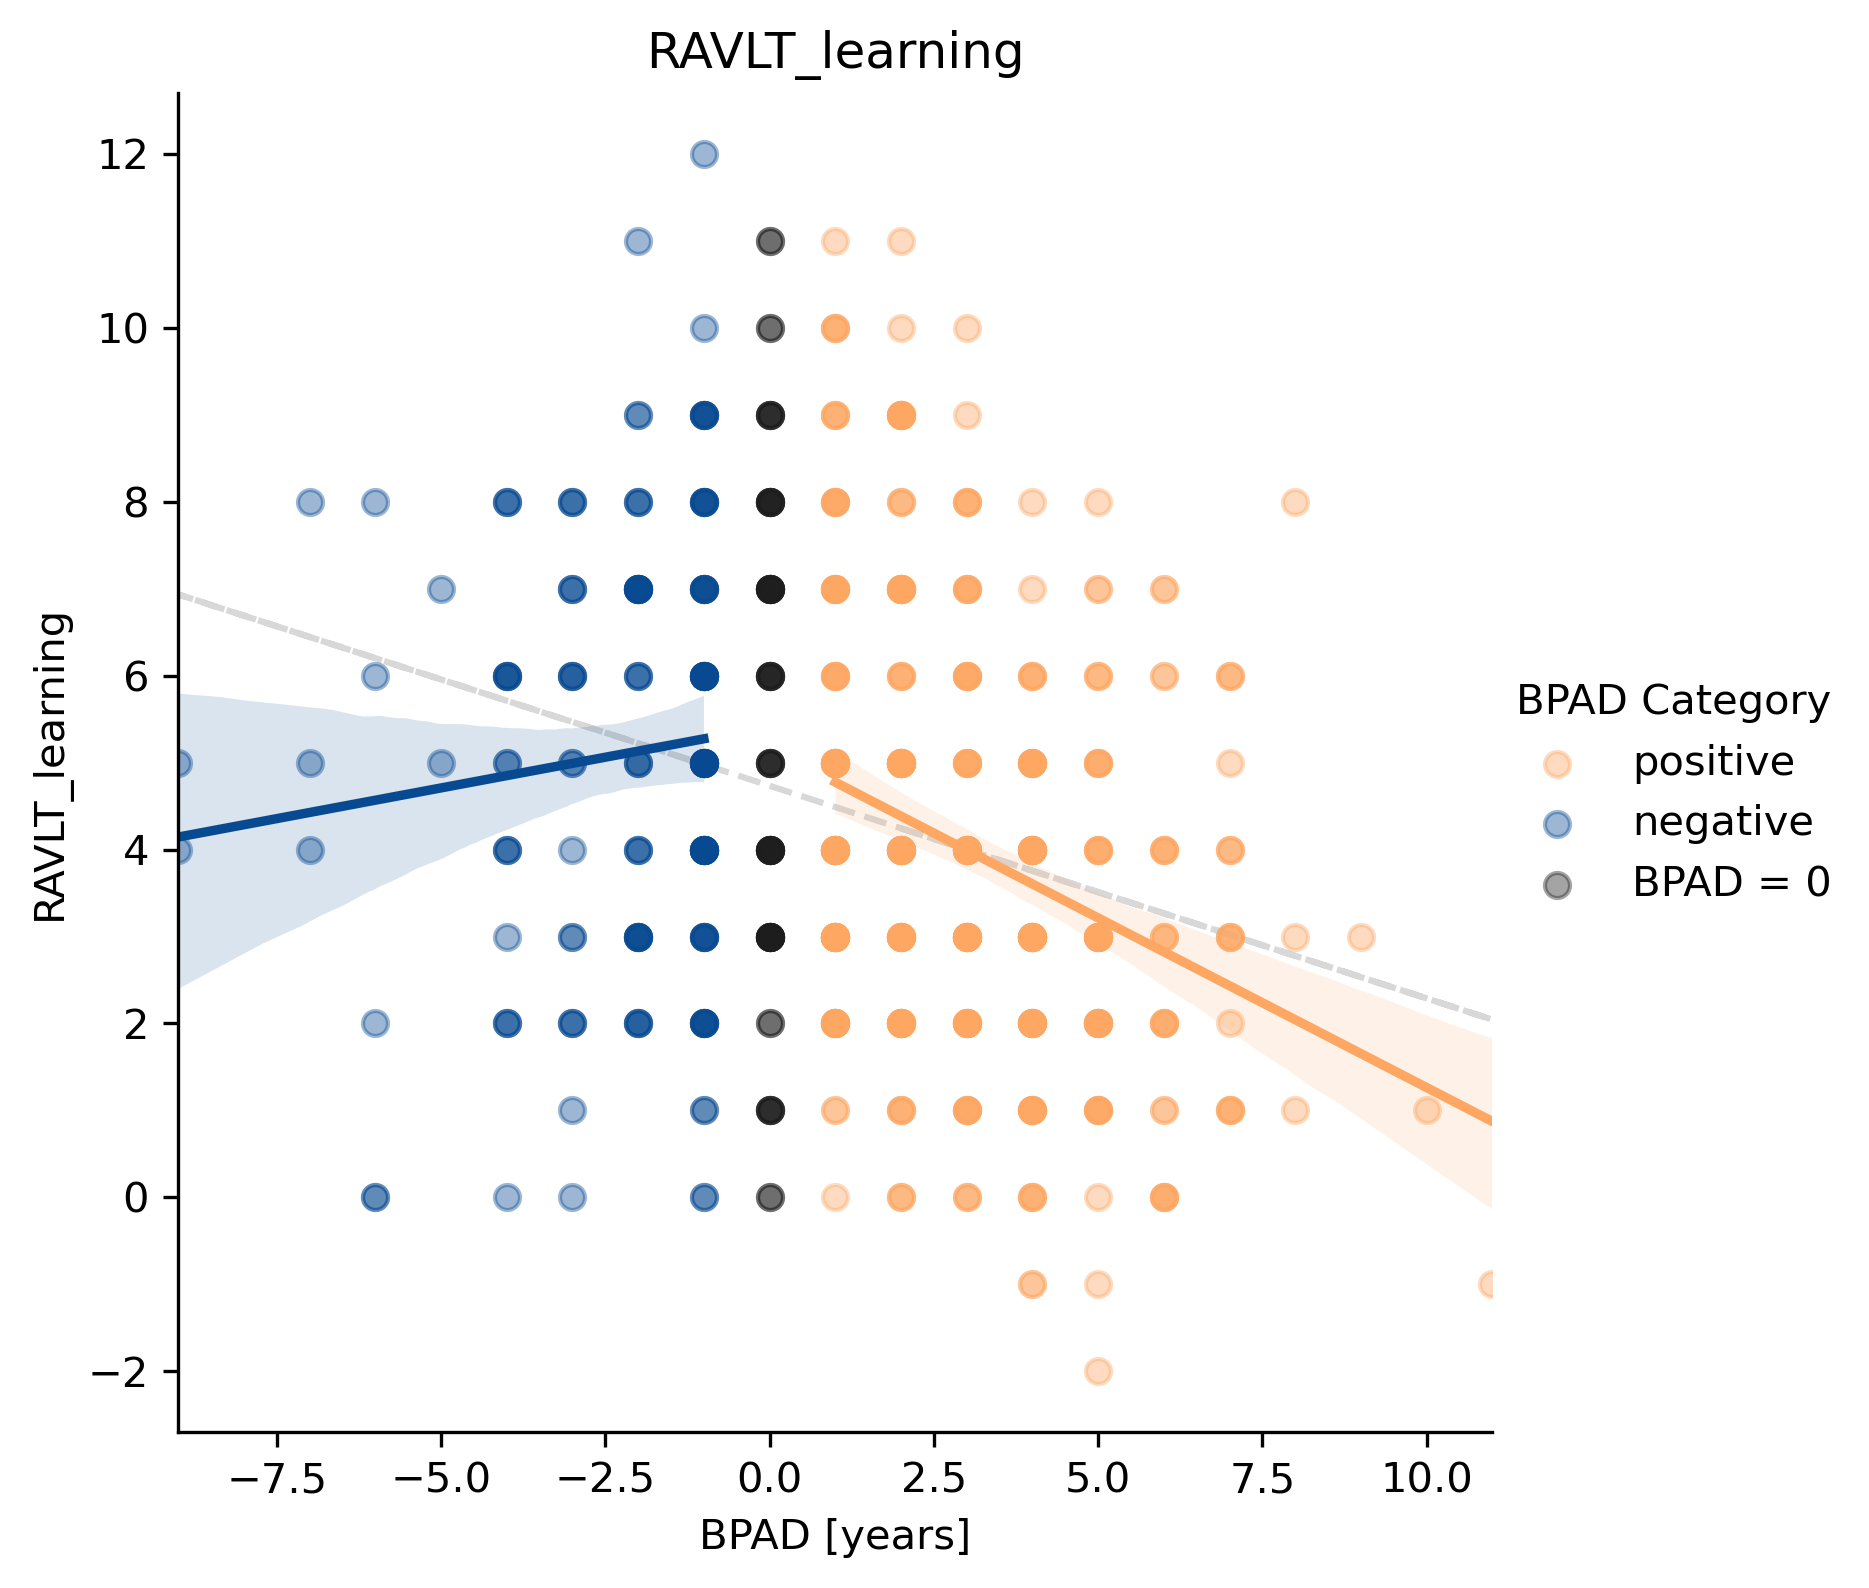 RAVLT_learning
12
10
8
6
4
2
0
−2
RAVLT_learning
−7.5 −5.0 −2.5 0.0 2.5 5.0 7.5 10.0
BPAD [years]
BPAD Category
positive
negative
BPAD = 0